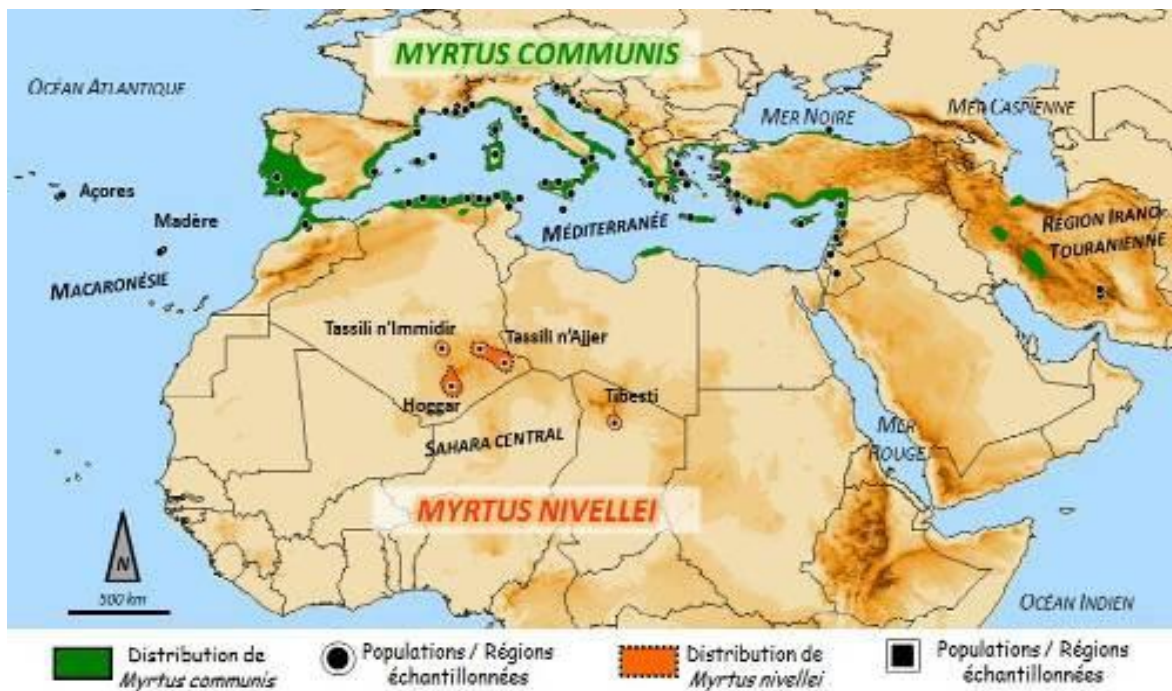 MYRTUS COMMUNIS
OCÉAN ATLANTIQUE
MER NOIRE
MER CASPIENNE
Açores
Madère
MACARONÉSIE
MÉDITERRANÉE
RÉGION IRANO
TOURANIENNE
Tassili n'Immidir
Tassili n'Ajjer
Hoggar
Tibesti
SAHARA CENTRAL
MER
ROUGE
MYRTUS NIVELLEI
N
500 km
OCÉAN INDIEN
Distribution de
Myrtus communis
Populations / Régions
échantillonnées
Distribution de
Myrtus nivellei
Populations / Régions
échantillonnées